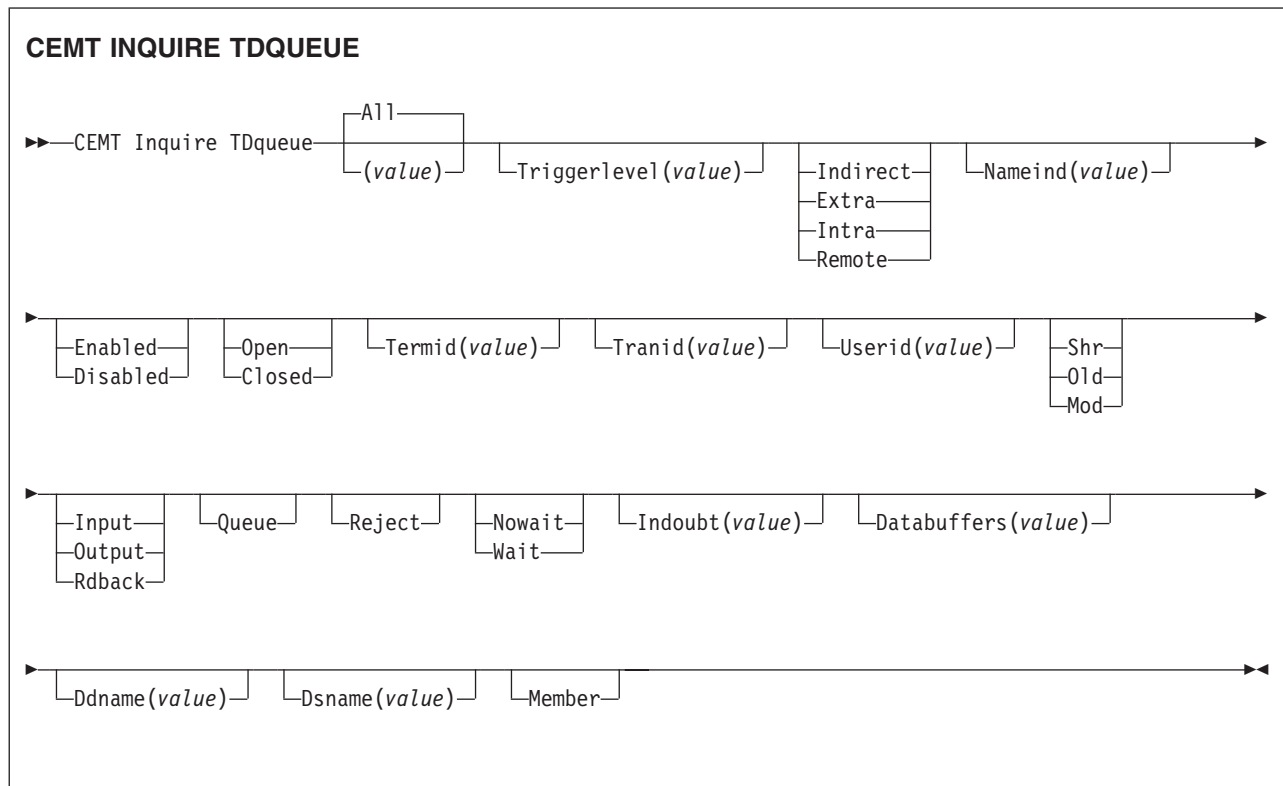 CEMT INQUIRE TDQUEUE
All
CEMT Inquire TDqueue
(value) Triggerlevel(value) Indirect Nameind(value)
Extra
Intra
Remote
Enabled Open Termid(value) Tranid(value) Userid(value) Shr
Disabled Closed Old
Mod
Input Queue Reject Nowait Indoubt(value) Databuffers(value)
Output Wait
Rdback
Ddname(value) Dsname(value) Member